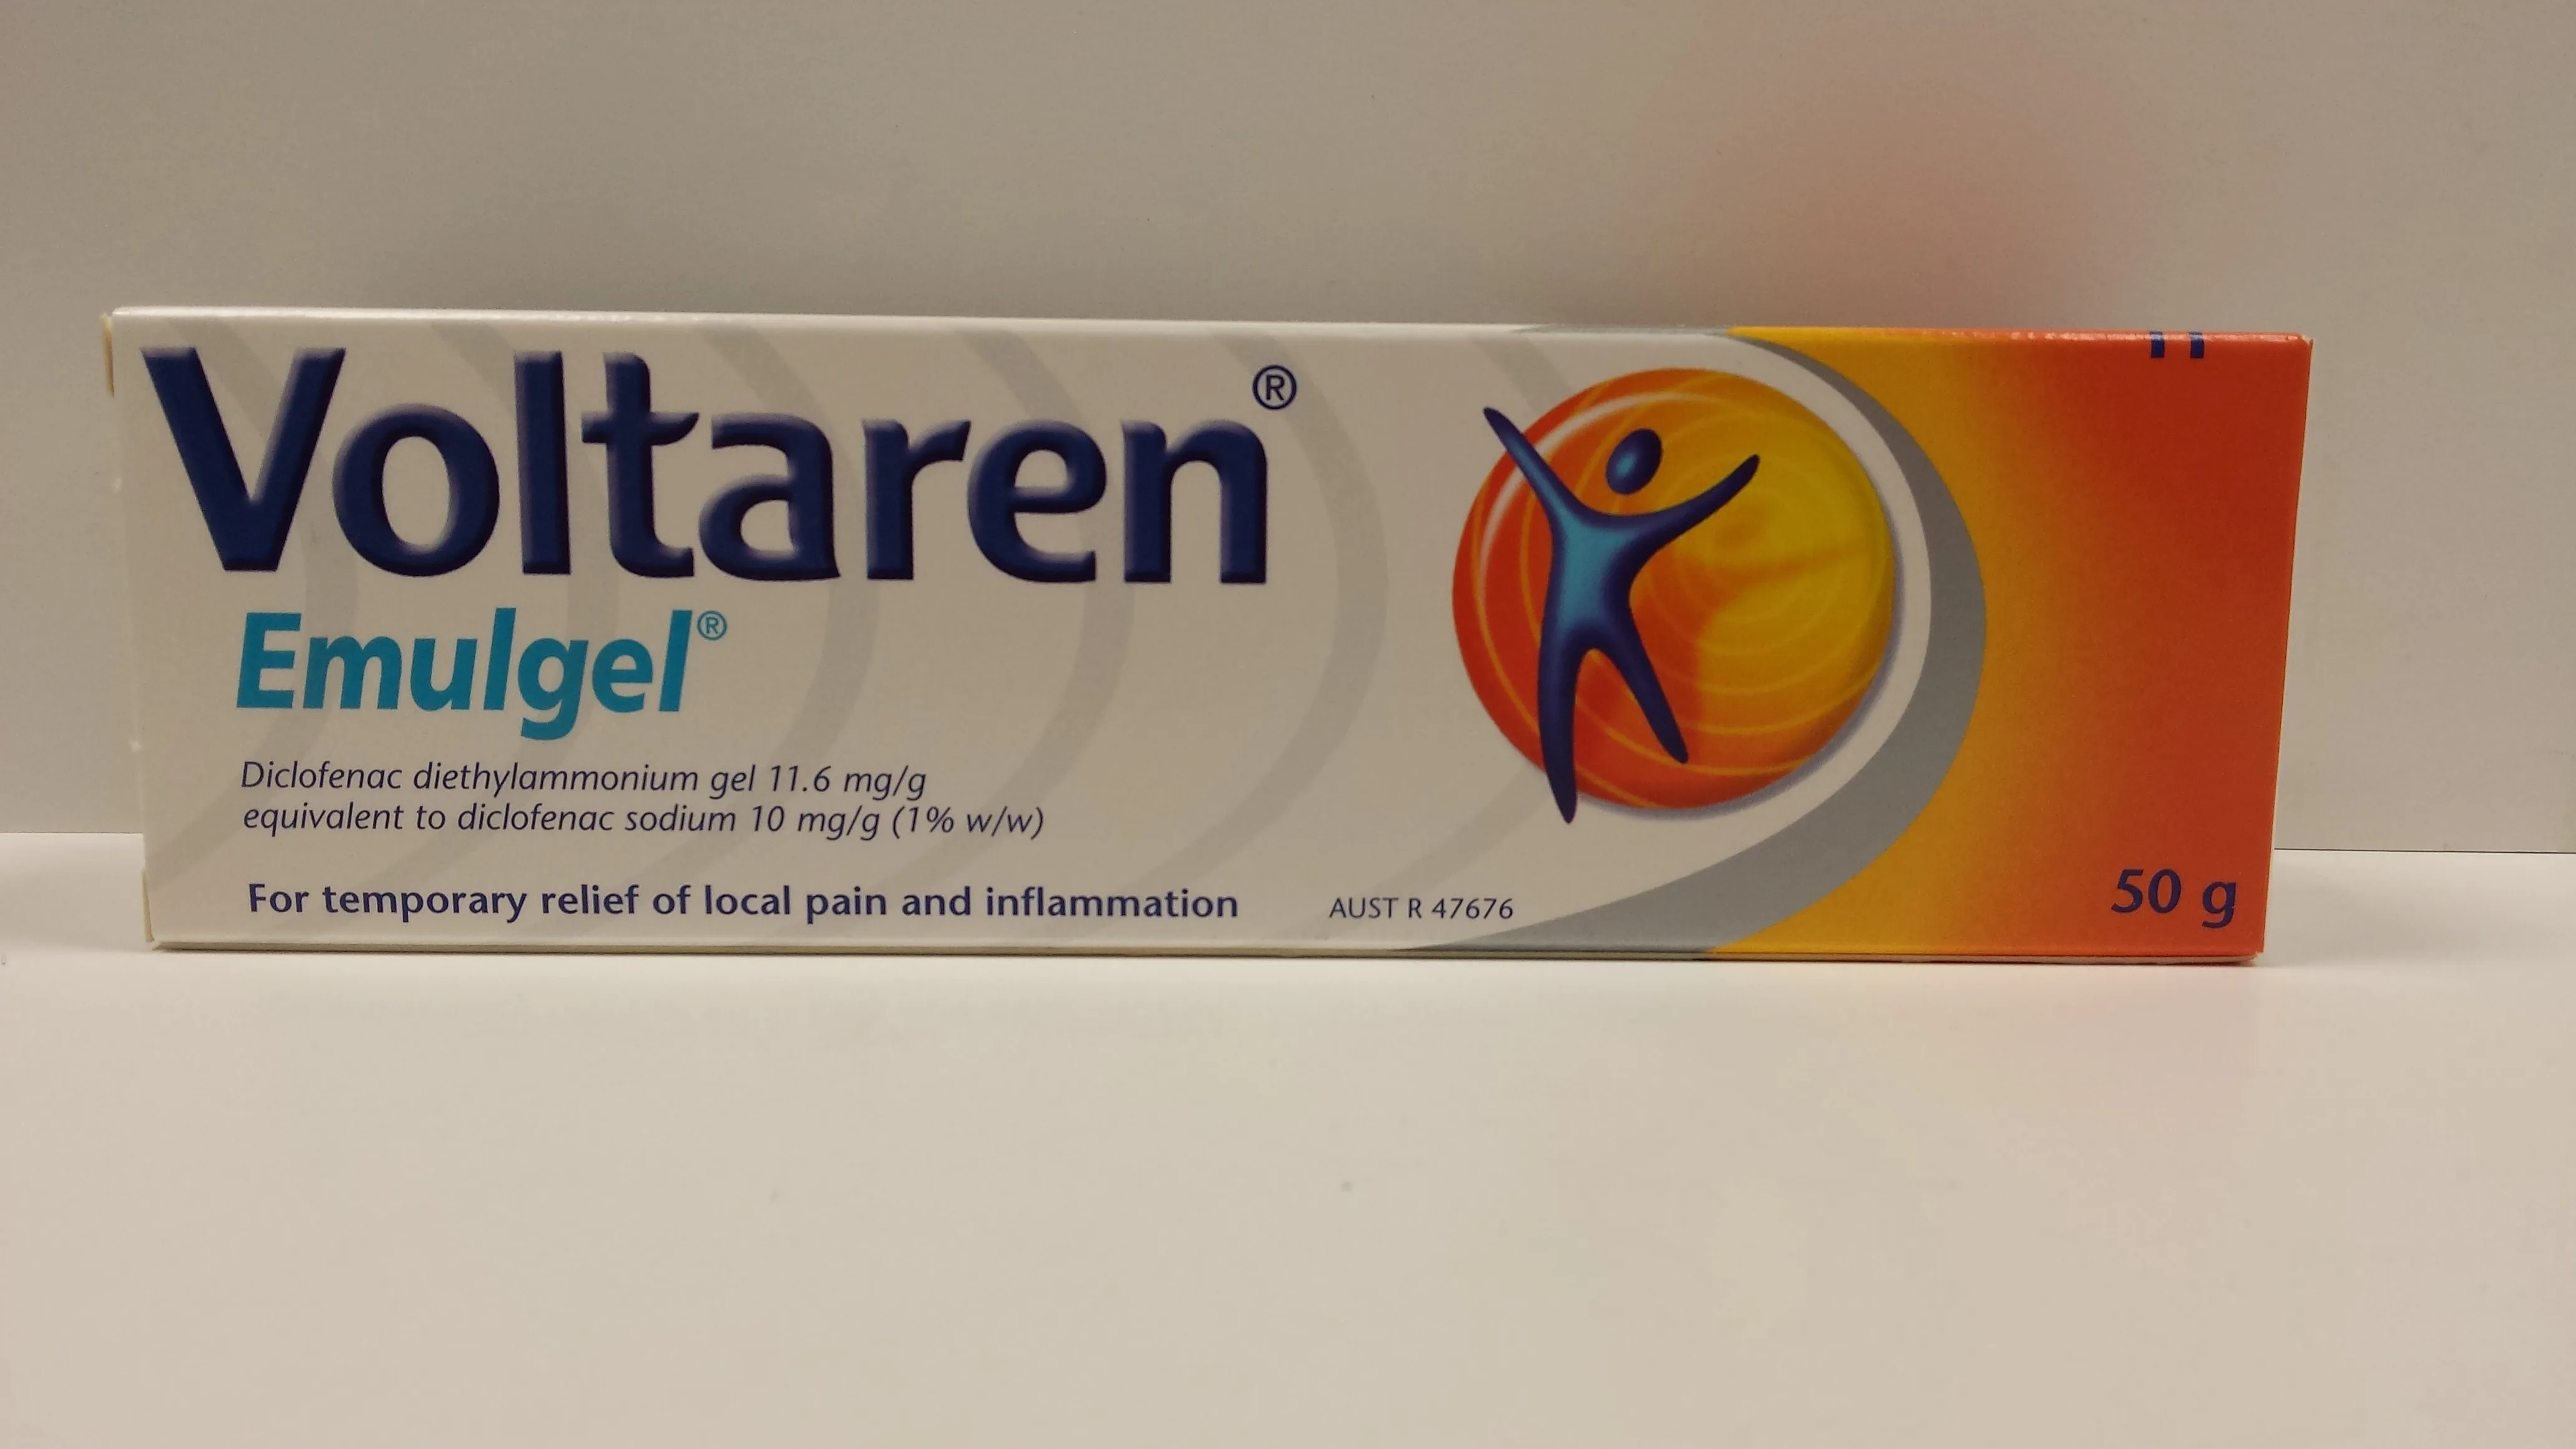 Voltaren®
Emulgel®
Diclofenac diethylammonium gel 11.6 mg/g
equivalent to diclofenac sodium 10 mg/g (1% w/w)
For temporary relief of local pain and inflammation
AUST R 47676
50 g